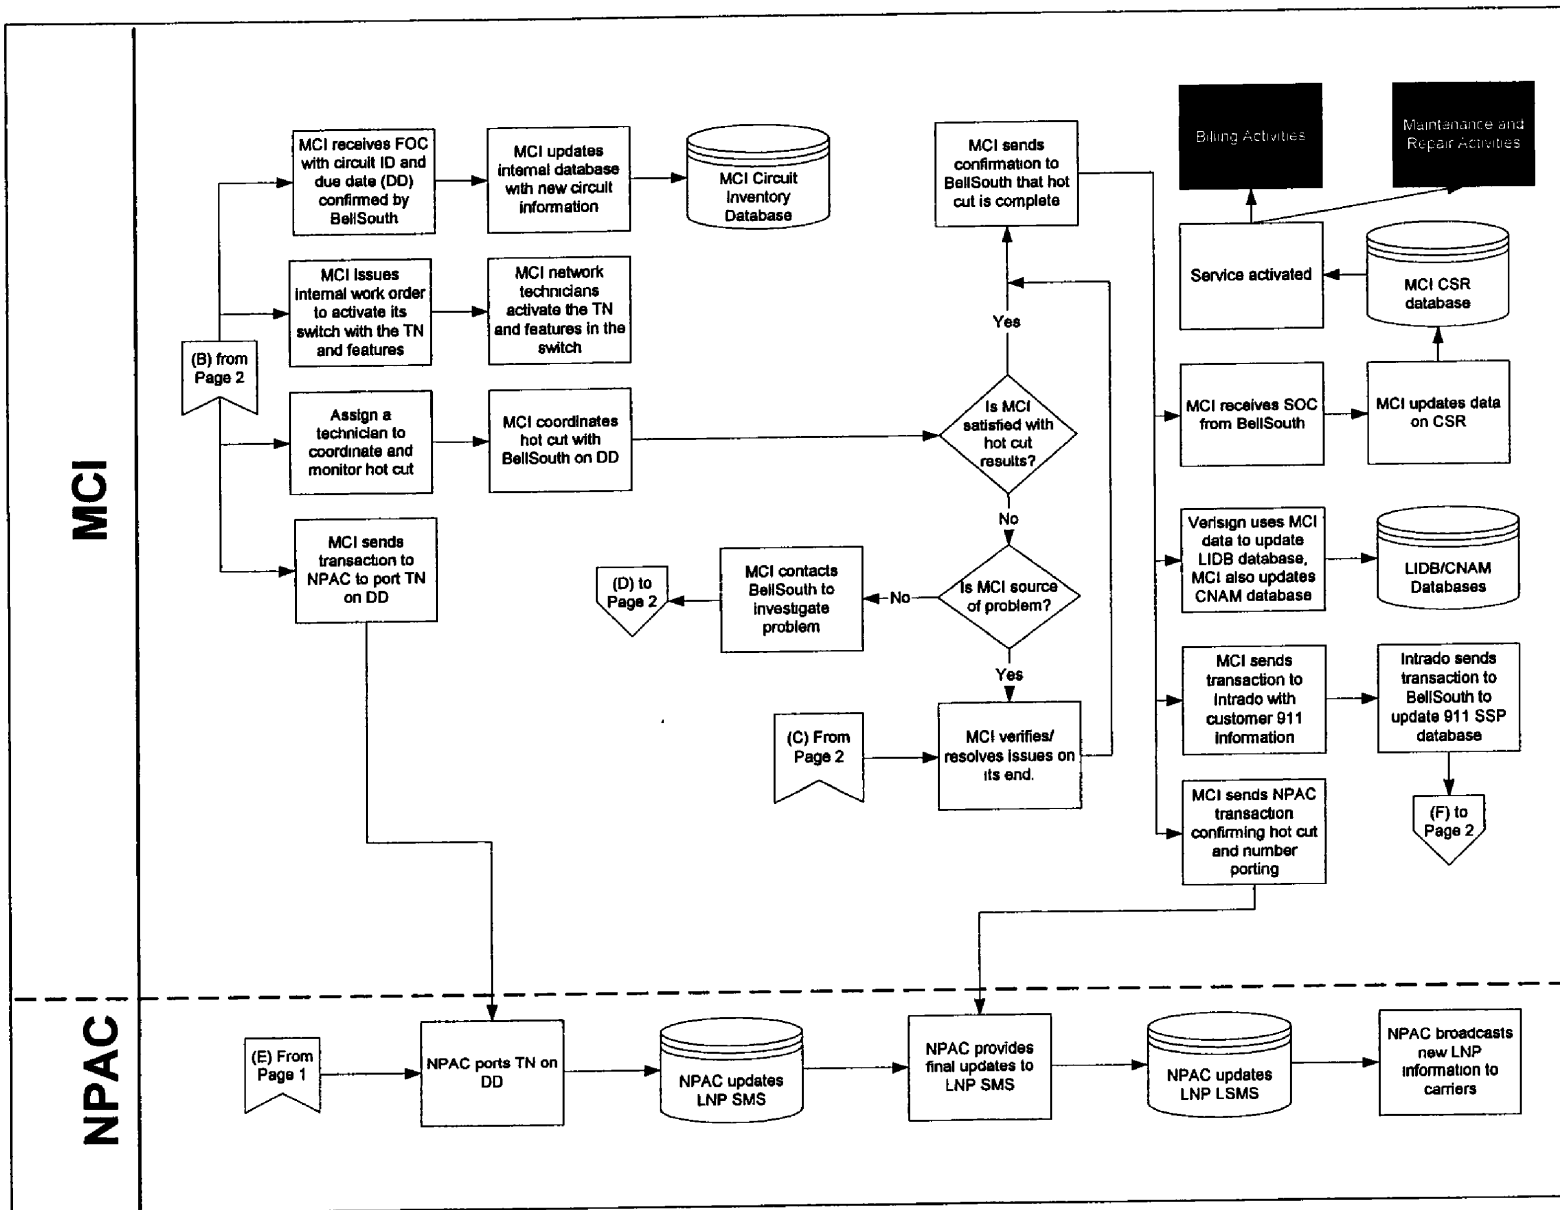 MCI
(B) from
Page 2
MCI receives FOC
with circuit ID and
due date (DD)
confirmed by
BellSouth
MCI updates
internal database
with new circuit
information
MCI Circuit
Inventory
Database
MCI issues
internal work order
to activate its
switch with the TN
and features
MCI network
technicians
activate the TN
and features in the
switch
Assign a
technician to
coordinate and
monitor hot cut
MCI coordinates
hot cut with
BellSouth on DD
MCI sends
transaction to
NPAC to port TN
on DD
MCI sends
confirmation to
BellSouth that hot
cut is complete
Yes
Is MCI
satisfied with
hot cut
results?
No
Is MCI source
of problem?
No
MCI contacts
BellSouth to
investigate
problem
(D) to
Page 2
Yes
(C) From
Page 2
MCI verifies/
resolves issues on
its end.
Billing Activities
Maintenance and
Repair Activities
Service activated
MCI CSR
database
MCI receives SOC
from BellSouth
MCI updates data
on CSR
Verisign uses MCI
data to update
LIDB database,
MCI also updates
CNAM database
LIDB/CNAM
Databases
MCI sends
transaction to
Intrado with
customer 911
information
Intrado sends
transaction to
BellSouth to
update 911 SSP
database
(F) to
Page 2
MCI sends NPAC
transaction
confirming hot cut
and number
porting
NPAC
(E) From
Page 1
NPAC ports TN on
DD
NPAC updates
LNP SMS
NPAC provides
final updates to
LNP SMS
NPAC updates
LNP LSMS
NPAC broadcasts
new LNP
information to
carriers